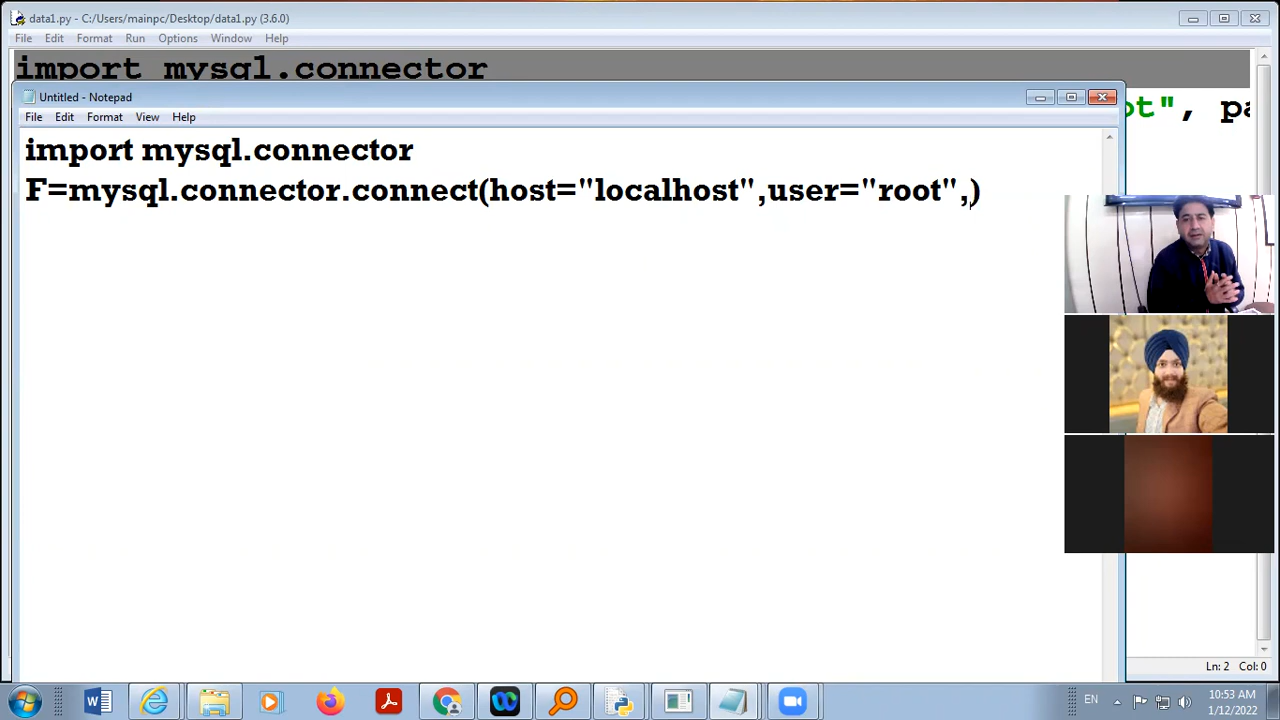 data1.py - C:/Users/mainpc/Desktop/data1.py (3.6.0)
File Edit Format Run Options Window Help
import mysql.connector
ot", pa
Untitled - Notepad
File Edit Format View Help
import mysql.connector
F=mysql.connector.connect(host="localhost",user="root",)
Ln: 2 Col: 0
EN
10:53 AM
1/12/2022